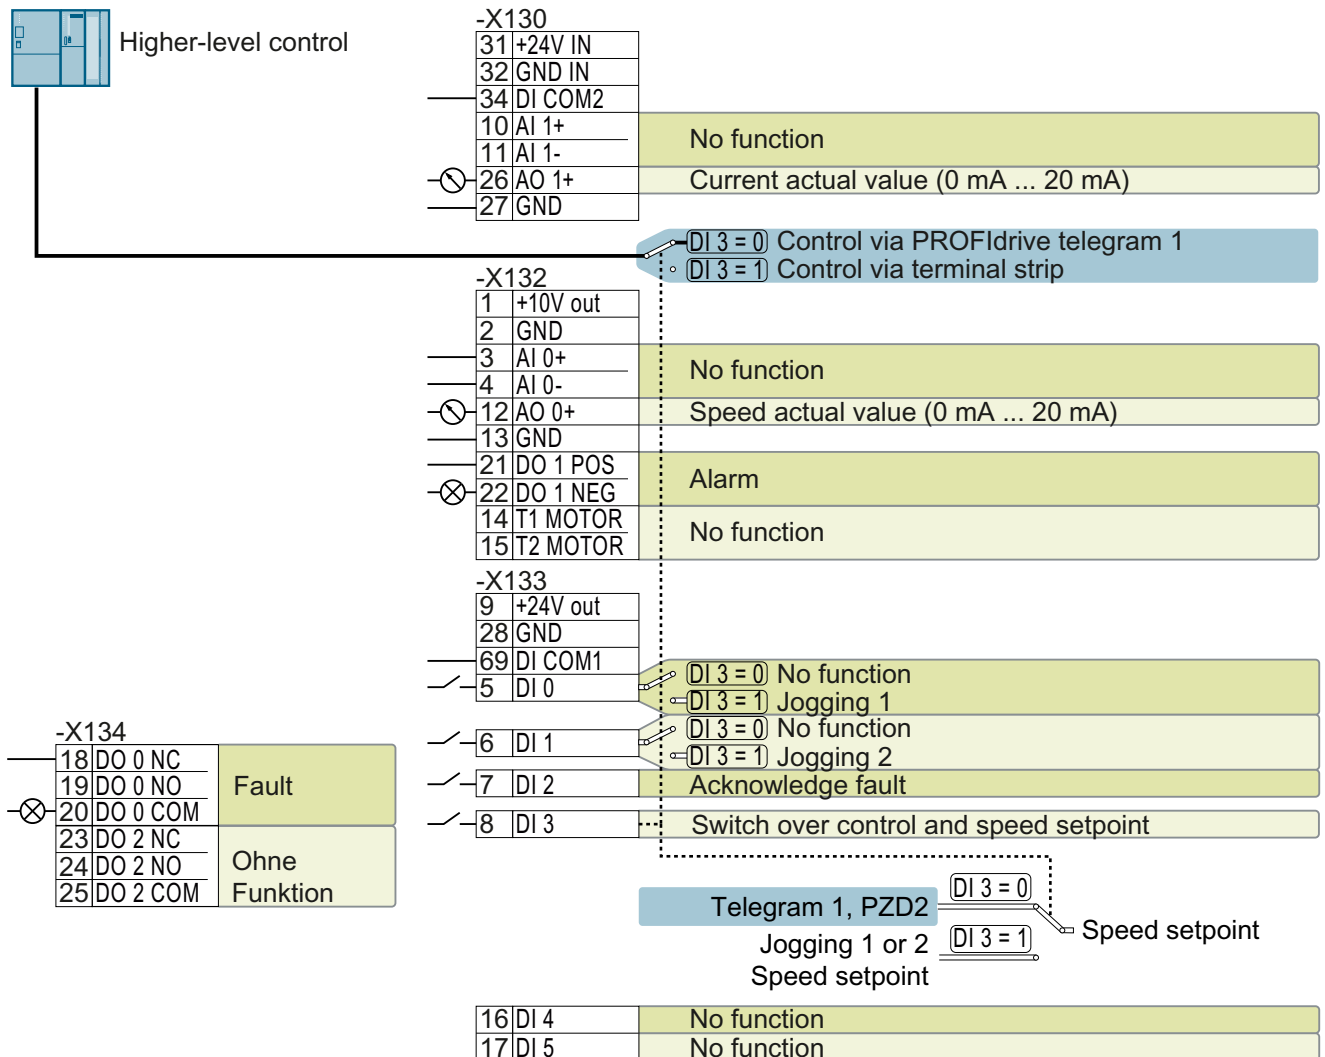 Higher-level control
-X130
31 +24V IN
32 GND IN
34 DI COM2
10 AI 1+
11 AI 1-
No function
26 AO 1+ Current actual value (0 mA ... 20 mA)
27 GND
DI 3 = 0 Control via PROFIdrive telegram 1
DI 3 = 1 Control via terminal strip
-X132
1 +10V out
2 GND
3 AI 0+
4 AI 0-
No function
12 AO 0+ Speed actual value (0 mA ... 20 mA)
13 GND
21 DO 1 POS
22 DO 1 NEG
Alarm
14 T1 MOTOR
15 T2 MOTOR
No function
-X133
9 +24V out
28 GND
69 DI COM1
5 DI 0
DI 3 = 0 No function
DI 3 = 1 Jogging 1
6 DI 1
DI 3 = 0 No function
DI 3 = 1 Jogging 2
7 DI 2 Acknowledge fault
8 DI 3 Switch over control and speed setpoint
-X134
18 DO 0 NC
19 DO 0 NO
20 DO 0 COM
Fault
23 DO 2 NC
24 DO 2 NO
25 DO 2 COM
Ohne
Funktion
Telegram 1, PZD2 DI 3 = 0
Speed setpoint
Jogging 1 or 2 DI 3 = 1
Speed setpoint
16 DI 4 No function
17 DI 5 No function